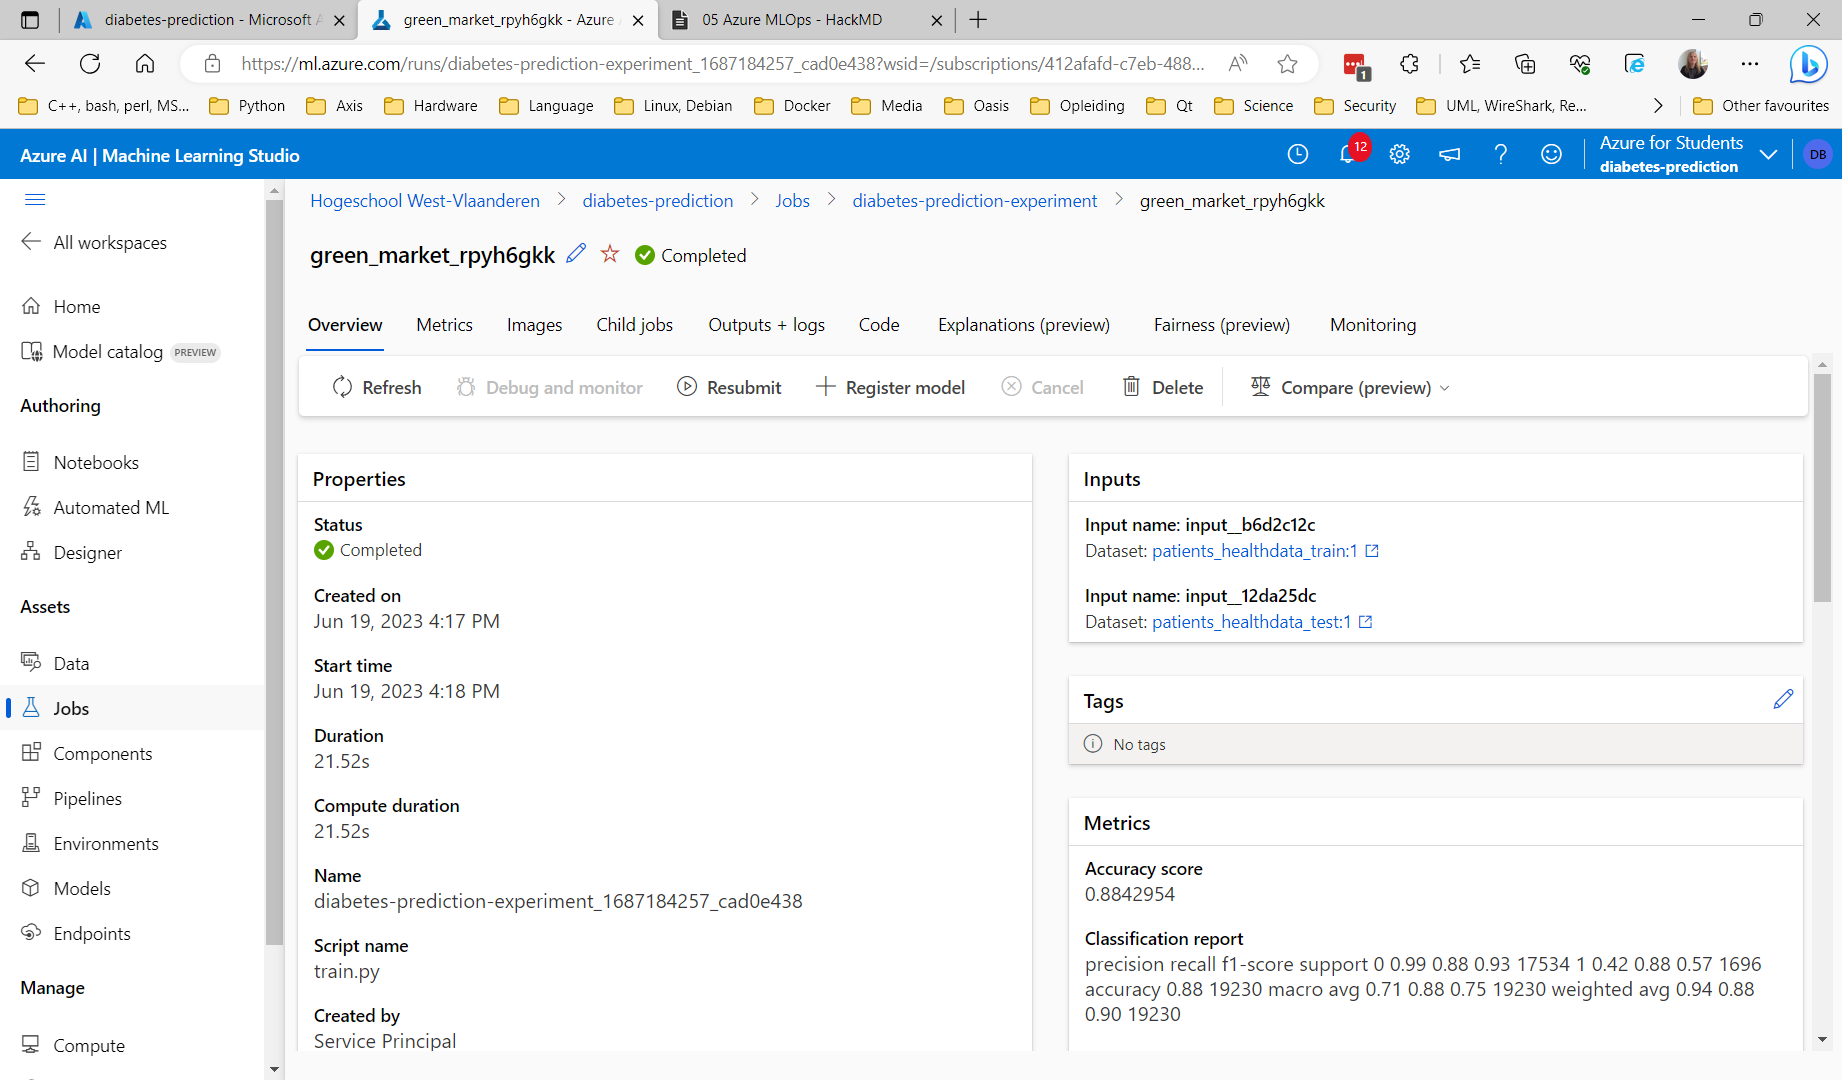 diabetes-prediction - Microsoft A
green_market_rpyh6gkk - Azure A
05 Azure MLOps - HackMD
https://ml.azure.com/runs/diabetes-prediction-experiment_1687184257_cad0e438?wsid=/subscriptions/412afafd-c7eb-488...
1
C++, bash, perl, MS...
Python
Axis
Hardware
Language
Linux, Debian
Docker
Media
Oasis
Opleiding
Qt
Science
Security
UML, WireShark, Re...
Other favourites
Azure AI | Machine Learning Studio
12
Azure for Students
diabetes-prediction
DB
All workspaces
Home
Model catalog PREVIEW
Authoring
Notebooks
Automated ML
Designer
Assets
Data
Jobs
Components
Pipelines
Environments
Models
Endpoints
Manage
Compute
Hogeschool West-Vlaanderen > diabetes-prediction > Jobs > diabetes-prediction-experiment > green_market_rpyh6gkk
green_market_rpyh6gkk Completed
Overview Metrics Images Child jobs Outputs + logs Code Explanations (preview) Fairness (preview) Monitoring
Refresh Debug and monitor Resubmit Register model Cancel Delete Compare (preview)
Properties
Status
Completed
Created on
Jun 19, 2023 4:17 PM
Start time
Jun 19, 2023 4:18 PM
Duration
21.52s
Compute duration
21.52s
Name
diabetes-prediction-experiment_1687184257_cad0e438
Script name
train.py
Created by
Service Principal
Inputs
Input name: input__b6d2c12c
Dataset: patients_healthdata_train:1
Input name: input__12da25dc
Dataset: patients_healthdata_test:1
Tags
No tags
Metrics
Accuracy score
0.8842954
Classification report
precision recall f1-score support 0 0.99 0.88 0.93 17534 1 0.42 0.88 0.57 1696
accuracy 0.88 19230 macro avg 0.71 0.88 0.75 19230 weighted avg 0.94 0.88
0.90 19230